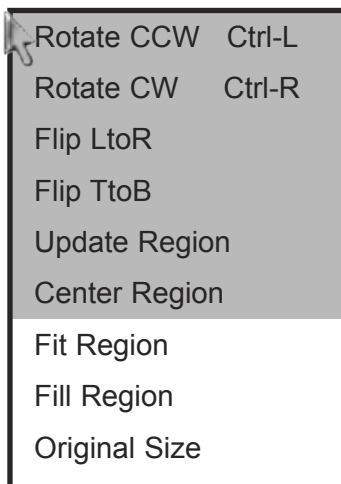 Rotate CCW Ctrl-L
Rotate CW Ctrl-R
Flip LtoR
Flip TtoB
Update Region
Center Region
Fit Region
Fill Region
Original Size